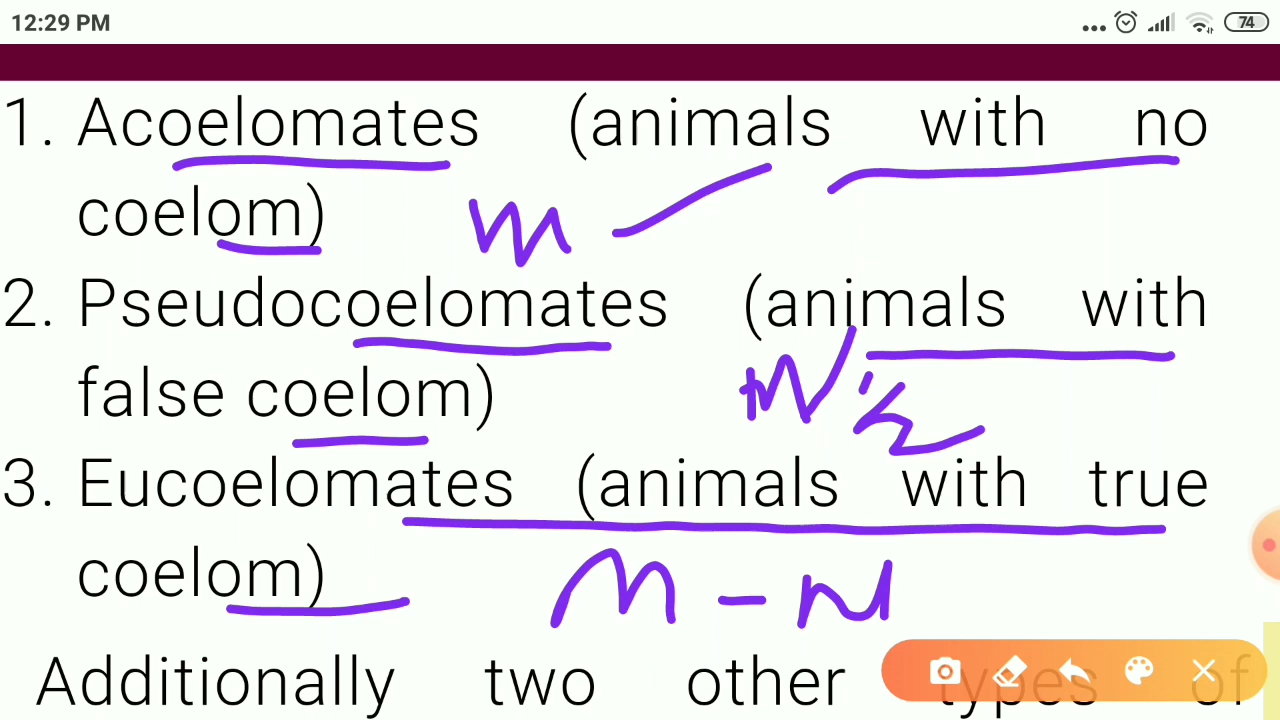 12:29 PM
74
1. Acoelomates (animals with no
coelom)
2. Pseudocoelomates (animals with
false coelom)
3. Eucoelomates (animals with true
coelom)
Additionally two other types of